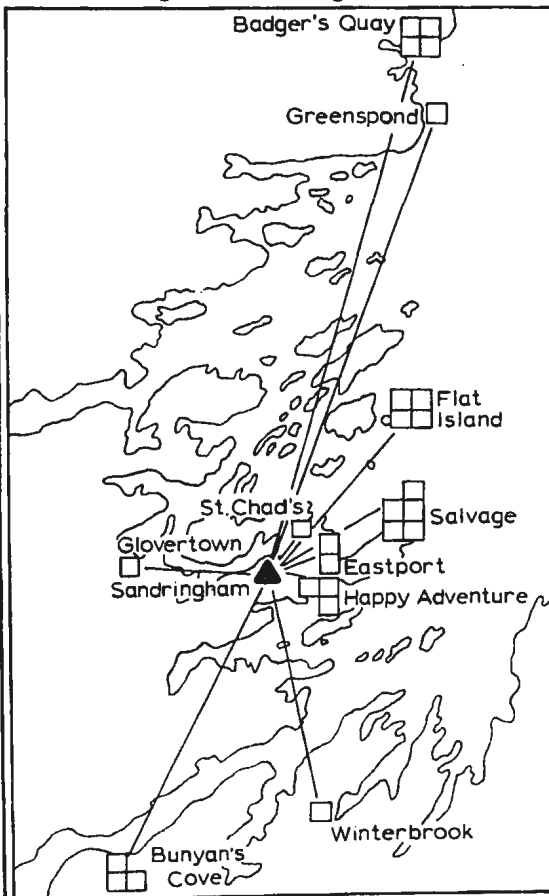 Badger's Quay
Greenspond
Flat
Island
St. Chad's
Salvage
Glovertown
Eastport
Sandringham
Happy Adventure
Winterbrook
Bunyan's
Cove